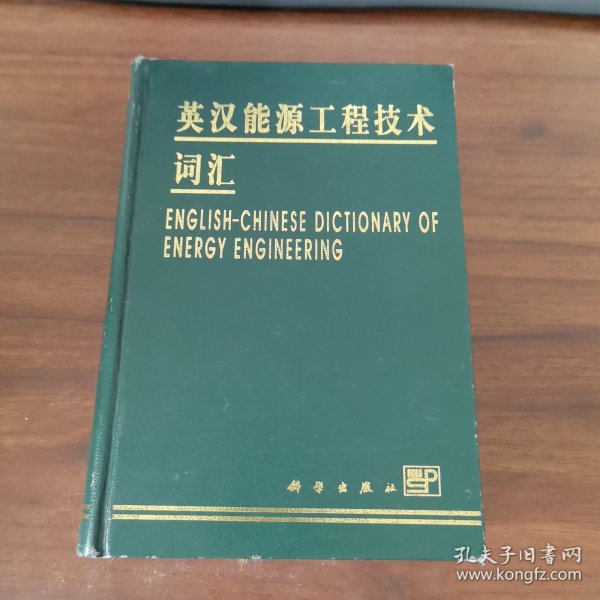 英汉能源工程技术
词汇
ENGLISH-CHINESE DICTIONARY OF
ENERGY ENGINEERING
科学出版社
孔夫子旧书网
www.kongfz.com